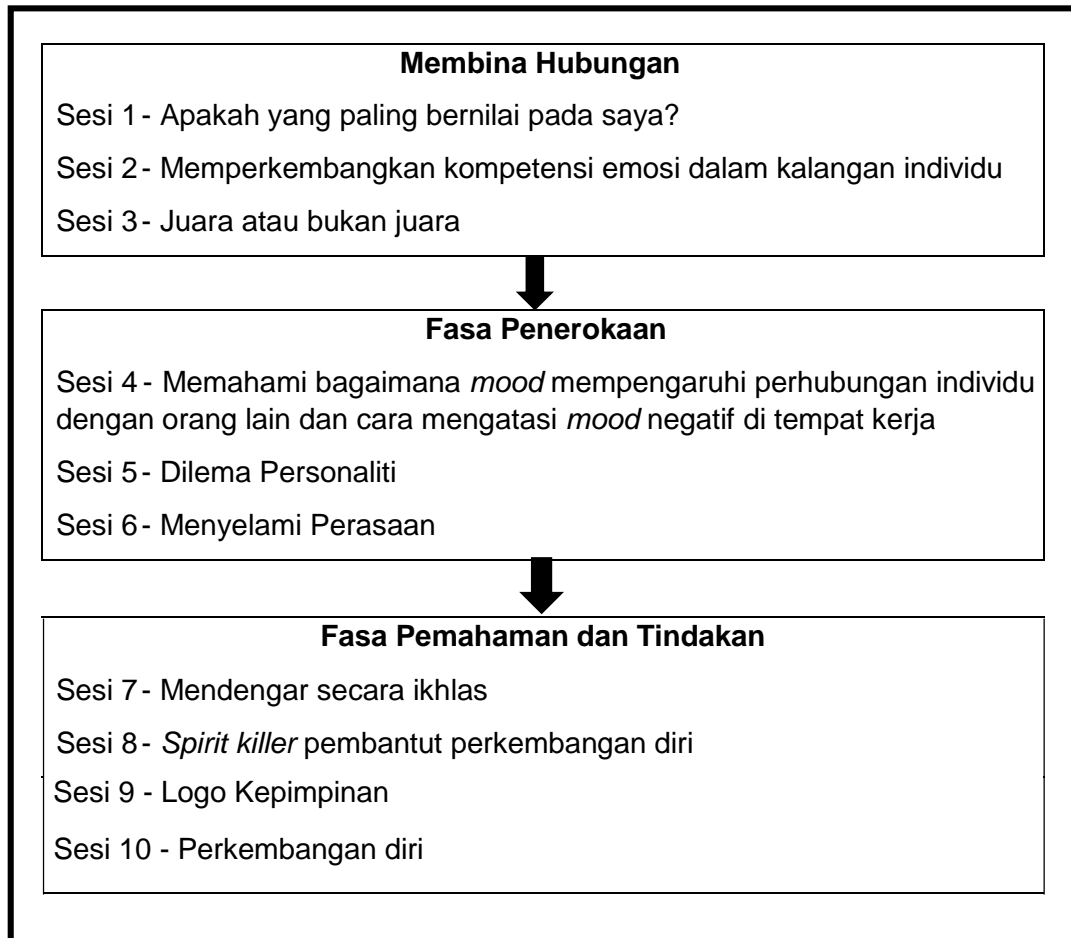 Membina Hubungan
Sesi 1 - Apakah yang paling bernilai pada saya?
Sesi 2 - Memperkembangkan kompetensi emosi dalam kalangan individu
Sesi 3 - Juara atau bukan juara
Fasa Penerokaan
Sesi 4 - Memahami bagaimana mood mempengaruhi perhubungan individu
dengan orang lain dan cara mengatasi mood negatif di tempat kerja
Sesi 5 - Dilema Personaliti
Sesi 6 - Menyelami Perasaan
Fasa Pemahaman dan Tindakan
Sesi 7 - Mendengar secara ikhlas
Sesi 8 - Spirit killer pembantut perkembangan diri
Sesi 9 - Logo Kepimpinan
Sesi 10 - Perkembangan diri